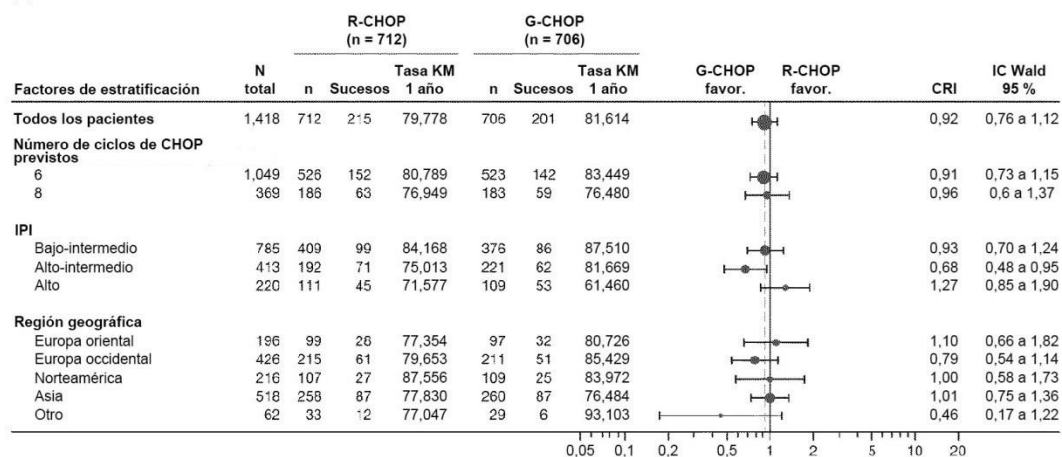 R-CHOP G-CHOP
(n = 712) (n = 706)
N Tasa KM Tasa KM G-CHOP R-CHOP IC Wald
Factores de estratificación total n Sucesos 1 año n Sucesos 1 año favor. favor. CRI 95 %
Todos los pacientes 1,418 712 215 79,778 706 201 81,614 0,92 0,76 a 1,12
Número de ciclos de CHOP
previstos
6 1,049 526 152 80,789 523 142 83,449 0,91 0,73 a 1,15
8 369 186 63 76,949 183 59 76,480 0,96 0,6 a 1,37
IPI
Bajo-intermedio 785 409 99 84,168 376 86 87,510 0,93 0,70 a 1,24
Alto-intermedio 413 192 71 75,013 221 62 81,669 0,68 0,48 a 0,95
Alto 220 111 45 71,577 109 53 61,460 1,27 0,85 a 1,90
Región geográfica
Europa oriental 196 99 28 77,354 97 32 80,726 1,10 0,66 a 1,82
Europa occidental 426 215 61 79,653 211 51 85,429 0,79 0,54 a 1,14
Norteamérica 216 107 27 87,556 109 25 83,972 1,00 0,58 a 1,73
Asia 518 258 87 77,830 260 87 76,484 1,01 0,75 a 1,36
Otro 62 33 12 77,047 29 6 93,103 0,46 0,17 a 1,22
0,05 0,1 0,2 0,5 1 2 5 10 20